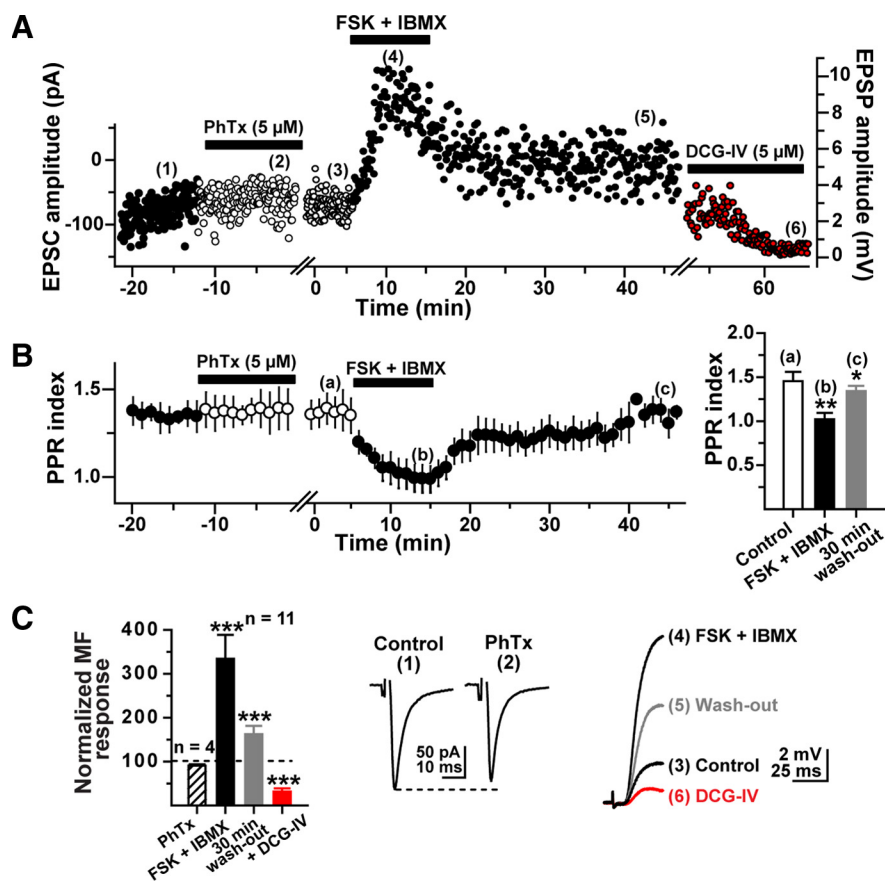 A
FSK + IBMX
(4)
PhTx (5 µM)
(1)
(2)
(3)
(5)
DCG-IV (5 µM)
(6)
EPSC amplitude (pA)
0
-100
EPSP amplitude (mV)
10
8
6
4
2
0
-20
-10
0
10
20
30
40
60
Time (min)
B
PhTx (5 µM)
(a)
FSK + IBMX
(b)
(c)
PPR index
1.5
1.0
-20
-10
0
10
20
30
40
Time (min)
PPR index
2.0
1.5
1.0
0.5
(a)
(b)
**
(c)
*
Control
FSK + IBMX
30 min
wash-out
C
Normalized MF
response
400
300
200
100
n = 4
***
n = 11
***
***
PhTx
FSK + IBMX
30 min
wash-out
+ DCG-IV
Control
(1)
PhTx
(2)
50 pA
10 ms
(4) FSK + IBMX
(5) Wash-out
(3) Control
(6) DCG-IV
2 mV
25 ms